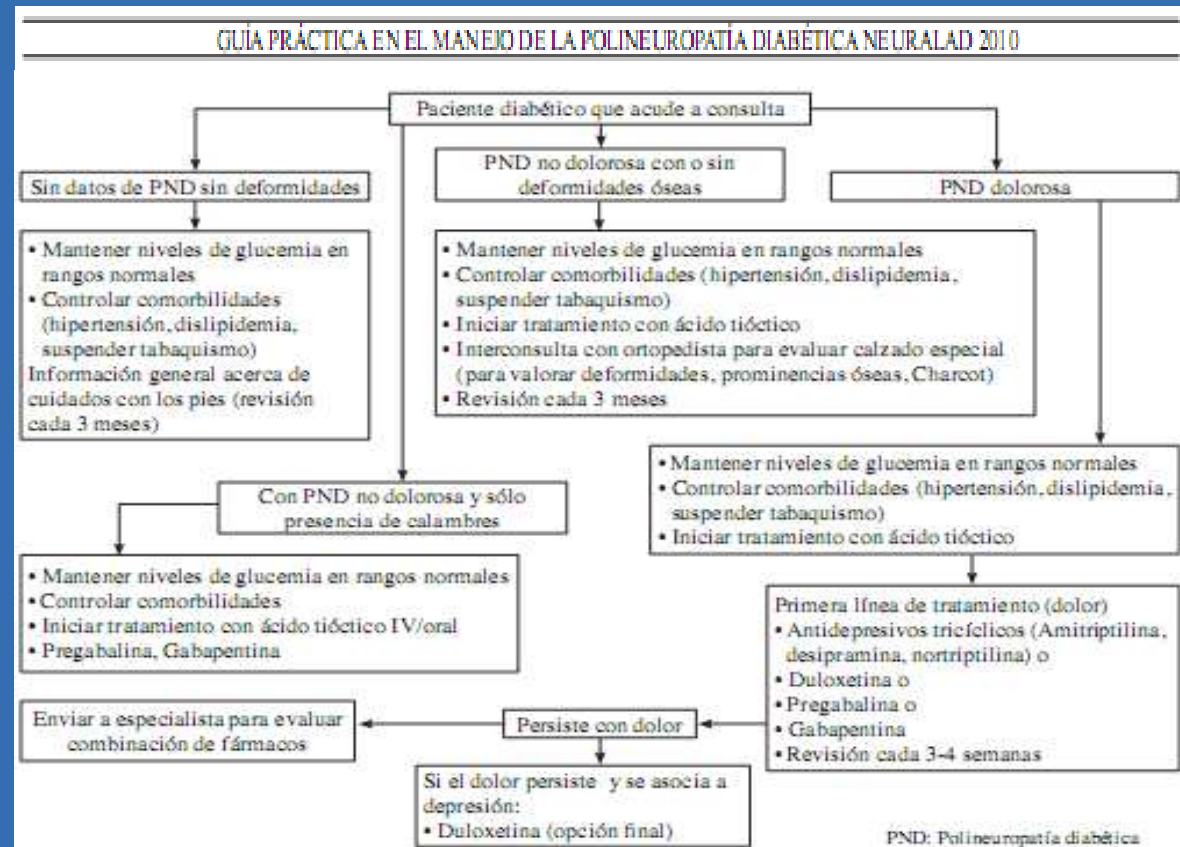 GUÍA PRÁCTICA EN EL MANEJO DE LA POLINEUROPATÍA DIABÉTICA NEURALAD 2010
Paciente diabético que acude a consulta
Sin datos de PND sin deformidades
PND no dolorosa con o sin
deformidades óseas
PND dolorosa
• Mantener niveles de glucemia en
rangos normales
• Controlar comorbilidades
(hipertensión, dislipidemia,
suspender tabaquismo)
Información general acerca de
cuidados con los pies (revisión
cada 3 meses)
• Mantener niveles de glucemia en rangos normales
• Controlar comorbilidades (hipertensión, dislipidemia,
suspender tabaquismo)
• Iniciar tratamiento con ácido tióctico
• Interconsulta con ortopedista para evaluar calzado especial
(para valorar deformidades, prominencias óseas, Charcot)
• Revisión cada 3 meses
• Mantener niveles de glucemia en rangos normales
• Controlar comorbilidades (hipertensión, dislipidemia,
suspender tabaquismo)
• Iniciar tratamiento con ácido tióctico
Con PND no dolorosa y sólo
presencia de calambres
• Mantener niveles de glucemia en rangos normales
• Controlar comorbilidades
• Iniciar tratamiento con ácido tióctico IV/oral
• Pregabalina, Gabapentina
Primera línea de tratamiento (dolor)
• Antidepresivos tricíclicos (Amitriptilina,
desipramina, nortriptilina) o
• Duloxetina o
• Pregabalina o
• Gabapentina
• Revisión cada 3-4 semanas
Persiste con dolor
Enviar a especialista para evaluar
combinación de fármacos
Si el dolor persiste y se asocia a
depresión:
• Duloxetina (opción final)
PND: Polineuropatía diabética